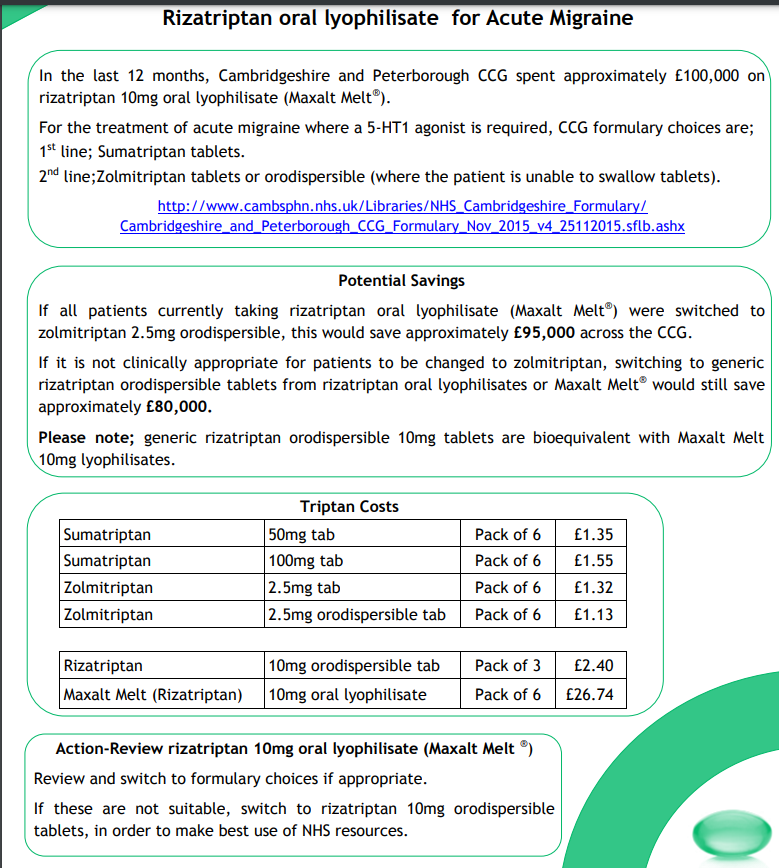 Rizatriptan oral lyophilisate for Acute Migraine
In the last 12 months, Cambridgeshire and Peterborough CCG spent approximately £100,000 on
rizatriptan 10mg oral lyophilisate (Maxalt Melt®).
For the treatment of acute migraine where a 5-HT1 agonist is required, CCG formulary choices are;
1st line; Sumatriptan tablets.
2nd line;Zolmitriptan tablets or orodispersible (where the patient is unable to swallow tablets).
http://www.cambsphn.nhs.uk/Libraries/NHS_Cambridgeshire_Formulary/
Cambridgeshire_and_Peterborough_CCG_Formulary_Nov_2015_v4_25112015.sflb.ashx
Potential Savings
If all patients currently taking rizatriptan oral lyophilisate (Maxalt Melt®) were switched to
zolmitriptan 2.5mg orodispersible, this would save approximately £95,000 across the CCG.
If it is not clinically appropriate for patients to be changed to zolmitriptan, switching to generic
rizatriptan orodispersible tablets from rizatriptan oral lyophilisates or Maxalt Melt® would still save
approximately £80,000.
Please note; generic rizatriptan orodispersible 10mg tablets are bioequivalent with Maxalt Melt
10mg lyophilisates.
Triptan Costs
Sumatriptan 50mg tab Pack of 6 £1.35
Sumatriptan 100mg tab Pack of 6 £1.55
Zolmitriptan 2.5mg tab Pack of 6 £1.32
Zolmitriptan 2.5mg orodispersible tab Pack of 6 £1.13
Rizatriptan 10mg orodispersible tab Pack of 3 £2.40
Maxalt Melt (Rizatriptan) 10mg oral lyophilisate Pack of 6 £26.74
Action-Review rizatriptan 10mg oral lyophilisate (Maxalt Melt ®)
Review and switch to formulary choices if appropriate.
If these are not suitable, switch to rizatriptan 10mg orodispersible
tablets, in order to make best use of NHS resources.